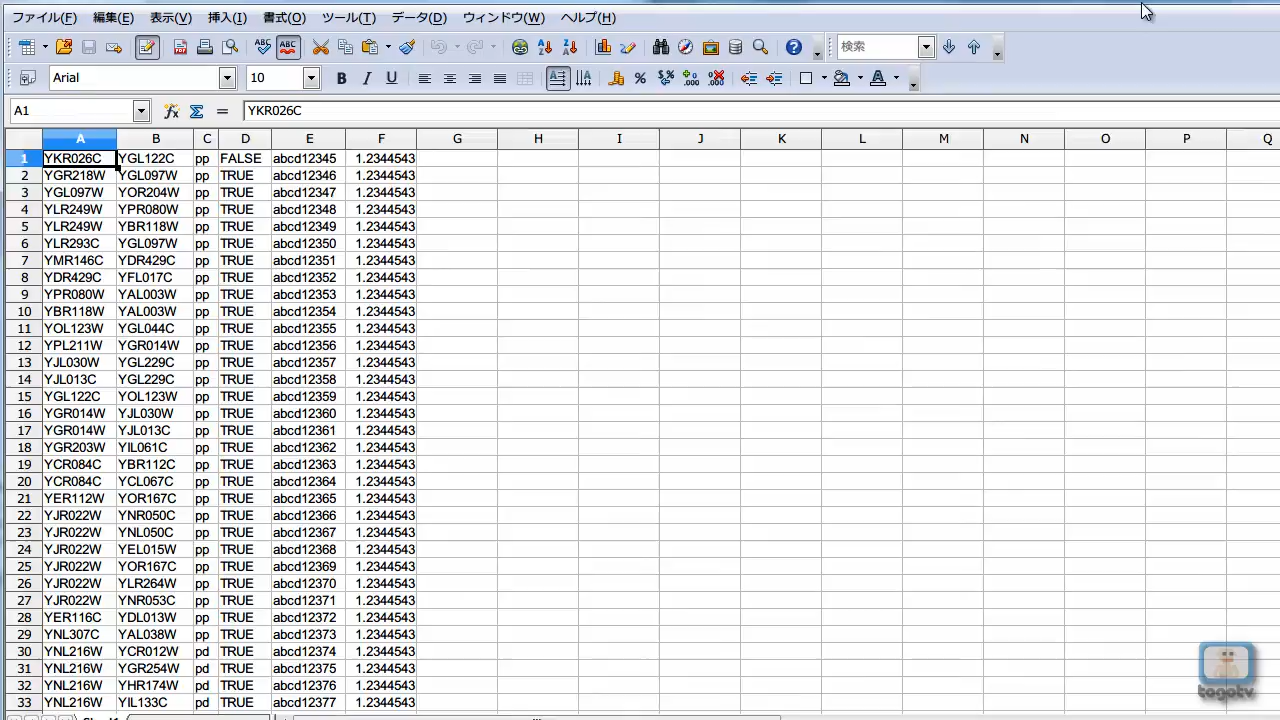 ファイル(F) 編集(E) 表示(V) 挿入(I) 書式(O) ツール(T) データ(D) ウィンドウ(W) ヘルプ(H)
ABC ABC A Z Z A 検索
Arial 10 B I U
A1 YKR026C
A B C D E F G H I J K L M N O P Q
1 YKR026C YGL122C pp FALSE abcd12345 1.2344543
2 YGR218W YGL097W pp TRUE abcd12346 1.2344543
3 YGL097W YOR204W pp TRUE abcd12347 1.2344543
4 YLR249W YPR080W pp TRUE abcd12348 1.2344543
5 YLR249W YBR118W pp TRUE abcd12349 1.2344543
6 YLR293C YGL097W pp TRUE abcd12350 1.2344543
7 YMR146C YDR429C pp TRUE abcd12351 1.2344543
8 YDR429C YFL017C pp TRUE abcd12352 1.2344543
9 YPR080W YAL003W pp TRUE abcd12353 1.2344543
10 YBR118W YAL003W pp TRUE abcd12354 1.2344543
11 YOL123W YGL044C pp TRUE abcd12355 1.2344543
12 YPL211W YGR014W pp TRUE abcd12356 1.2344543
13 YJL030W YGL229C pp TRUE abcd12357 1.2344543
14 YJL013C YGL229C pp TRUE abcd12358 1.2344543
15 YGL122C YOL123W pp TRUE abcd12359 1.2344543
16 YGR014W YJL030W pp TRUE abcd12360 1.2344543
17 YGR014W YJL013C pp TRUE abcd12361 1.2344543
18 YGR203W YIL061C pp TRUE abcd12362 1.2344543
19 YCR084C YBR112C pp TRUE abcd12363 1.2344543
20 YCR084C YCL067C pp TRUE abcd12364 1.2344543
21 YER112W YOR167C pp TRUE abcd12365 1.2344543
22 YJR022W YNR050C pp TRUE abcd12366 1.2344543
23 YJR022W YNL050C pp TRUE abcd12367 1.2344543
24 YJR022W YEL015W pp TRUE abcd12368 1.2344543
25 YJR022W YOR167C pp TRUE abcd12369 1.2344543
26 YJR022W YLR264W pp TRUE abcd12370 1.2344543
27 YJR022W YNR053C pp TRUE abcd12371 1.2344543
28 YER116C YDL013W pp TRUE abcd12372 1.2344543
29 YNL307C YAL038W pp TRUE abcd12373 1.2344543
30 YNL216W YCR012W pd TRUE abcd12374 1.2344543
31 YNL216W YGR254W pd TRUE abcd12375 1.2344543
32 YNL216W YHR174W pd TRUE abcd12376 1.2344543
33 YNL216W YIL133C pd TRUE abcd12377 1.2344543
togotv